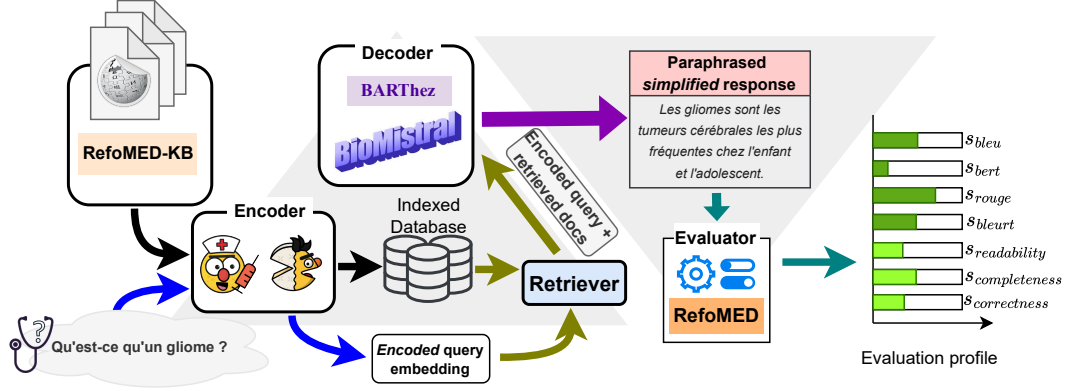 RefoMED-KB
Decoder
BARThez
BioMistral
Paraphrased
simplified response
Les gliomes sont les
tumeurs cérébrales les plus
fréquentes chez l'enfant
et l'adolescent.
Encoder
Indexed
Database
Encoded query +
retrieved docs
Retriever
Qu'est-ce qu'un gliome ?
?
Encoded query
embedding
Evaluator
RefoMED
s_bleu
s_bert
s_rouge
s_bleurt
s_readability
s_completeness
s_correctness
Evaluation profile